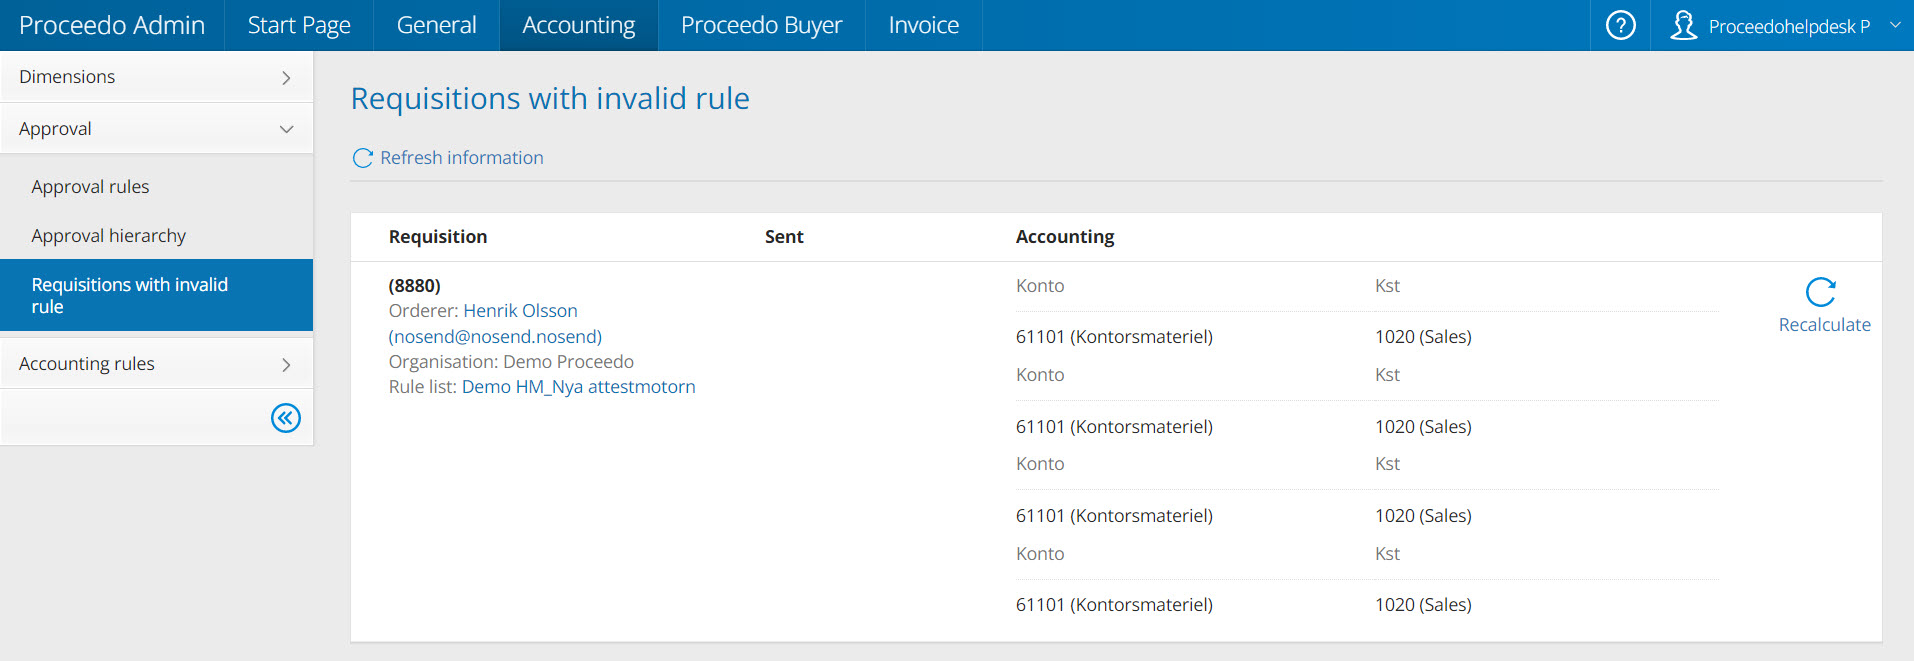 Proceedo Admin
Start Page
General
Accounting
Proceedo Buyer
Invoice
?
Proceedohelpdesk P
Dimensions
Approval
Approval rules
Approval hierarchy
Requisitions with invalid
rule
Accounting rules
Requisitions with invalid rule
Refresh information
Requisition
Sent
Accounting
(8880)
Orderer: Henrik Olsson
(nosend@nosend.nosend)
Organisation: Demo Proceedo
Rule list: Demo HM_Nya attestmotorn
Konto
Kst
61101 (Kontorsmateriel)
1020 (Sales)
Konto
Kst
61101 (Kontorsmateriel)
1020 (Sales)
Konto
Kst
61101 (Kontorsmateriel)
1020 (Sales)
Konto
Kst
61101 (Kontorsmateriel)
1020 (Sales)
Recalculate